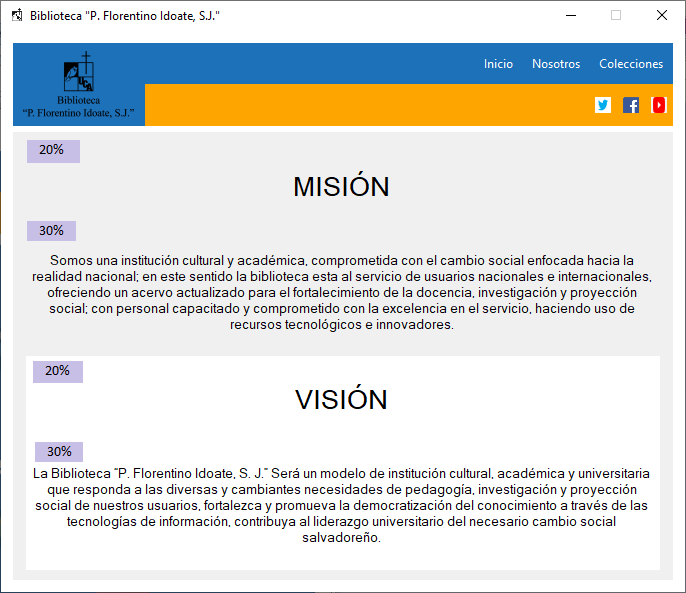 Biblioteca "P. Florentino Idoate, S.J."
Inicio Nosotros Colecciones
UCA
Biblioteca
"P. Florentino Idoate, S.J."
20%
MISIÓN
30%
Somos una institución cultural y académica, comprometida con el cambio social enfocada hacia la
realidad nacional; en este sentido la biblioteca esta al servicio de usuarios nacionales e internacionales,
ofreciendo un acervo actualizado para el fortalecimiento de la docencia, investigación y proyección
social; con personal capacitado y comprometido con la excelencia en el servicio, haciendo uso de
recursos tecnológicos e innovadores.
20%
VISIÓN
30%
La Biblioteca "P. Florentino Idoate, S. J." Será un modelo de institución cultural, académica y universitaria
que responda a las diversas y cambiantes necesidades de pedagogía, investigación y proyección
social de nuestros usuarios, fortalezca y promueva la democratización del conocimiento a través de las
tecnologías de información, contribuya al liderazgo universitario del necesario cambio social
salvadoreño.